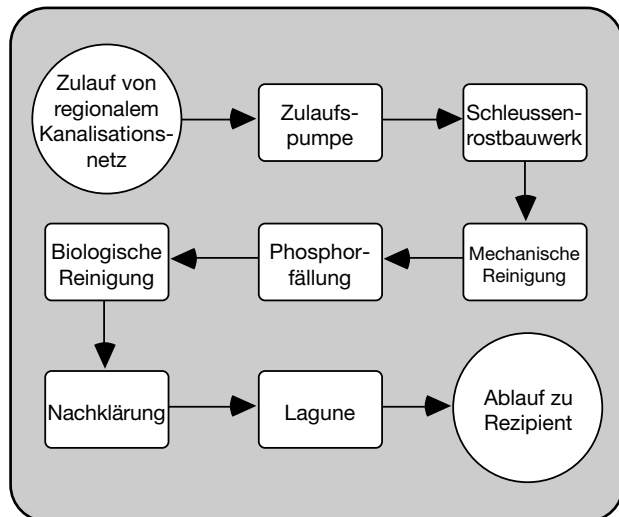 Zulauf von
regionalem
Kanalisations-
netz
Zulaufs-
pumpe
Schleussen-
rostbauwerk
Mechanische
Reinigung
Phosphor-
fällung
Biologische
Reinigung
Nachklärung
Lagune
Ablauf zu
Rezipient